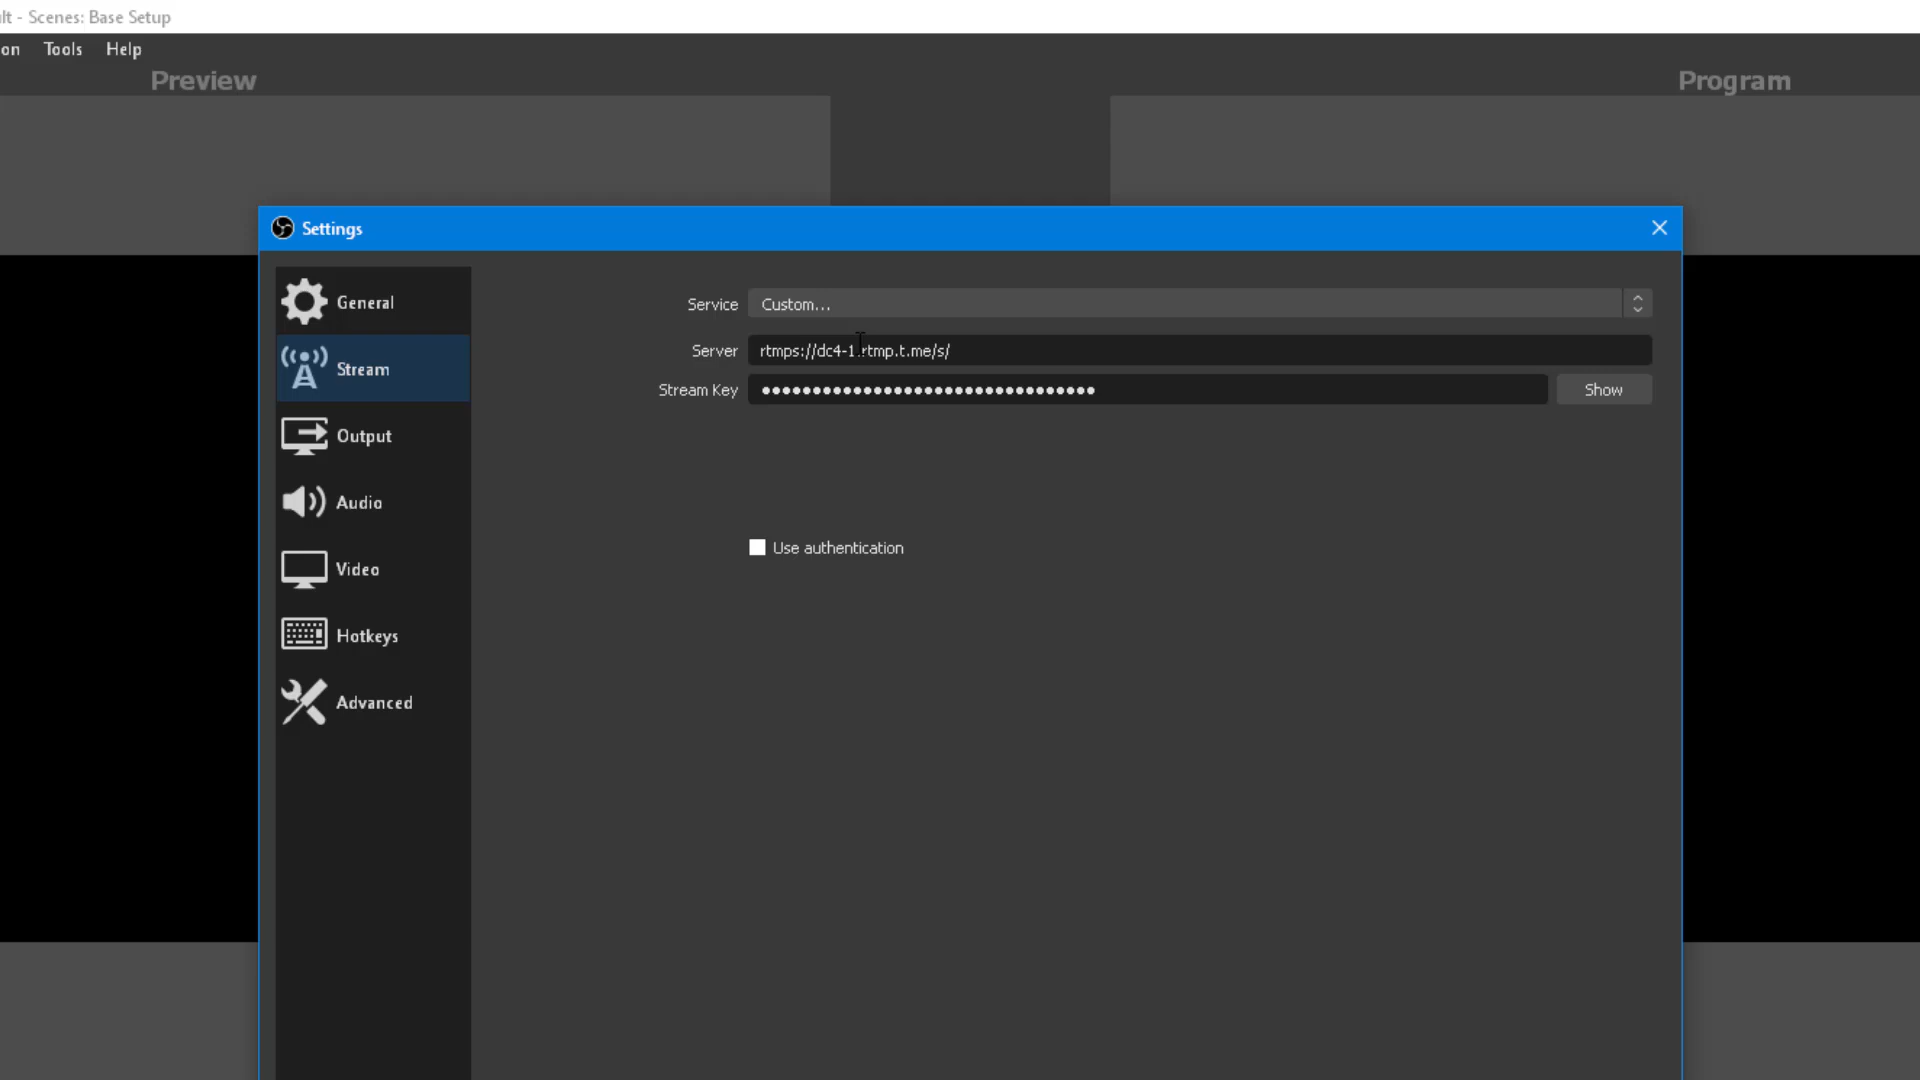 lt - Scenes: Base Setup
on Tools Help
Preview
Program
Settings
General
Stream
Output
Audio
Video
Hotkeys
Advanced
Service Custom...
Server rtmps://dc4-1.rtmp.t.me/s/
Stream Key ●●●●●●●●●●●●●●●●●●●●●●●●●●●●●●●●● Show
Use authentication